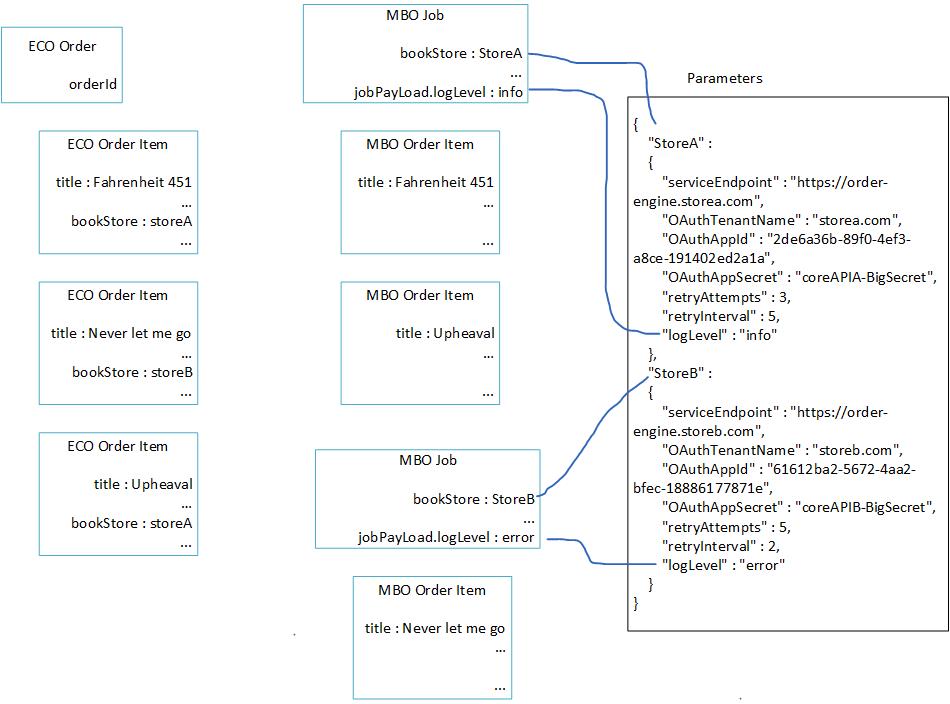 ECO Order
orderId
ECO Order Item
title : Fahrenheit 451
...
bookStore : storeA
...
ECO Order Item
title : Never let me go
...
bookStore : storeB
...
ECO Order Item
title : Upheaval
...
bookStore : storeA
...
MBO Job
bookStore : StoreA
...
jobPayLoad.logLevel : info
MBO Order Item
title : Fahrenheit 451
...
...
MBO Order Item
title : Upheaval
...
...
MBO Job
bookStore : StoreB
...
jobPayLoad.logLevel : error
MBO Order Item
title : Never let me go
...
...
Parameters
{
"StoreA" :
{
"serviceEndpoint" : "https://order-
engine.storea.com",
"OAuthTenantName" : "storea.com",
"OAuthAppId" : "2de6a36b-89f0-4ef3-
a8ce-191402ed2a1a",
"OAuthAppSecret" : "coreAPIA-BigSecret",
"retryAttempts" : 3,
"retryInterval" : 5,
"logLevel" : "info"
},
"StoreB" :
{
"serviceEndpoint" : "https://order-
engine.storeb.com",
"OAuthTenantName" : "storeb.com",
"OAuthAppId" : "61612ba2-5672-4aa2-
bfec-18886177871e",
"OAuthAppSecret" : "coreAPIB-BigSecret",
"retryAttempts" : 5,
"retryInterval" : 2,
"logLevel" : "error"
}
}